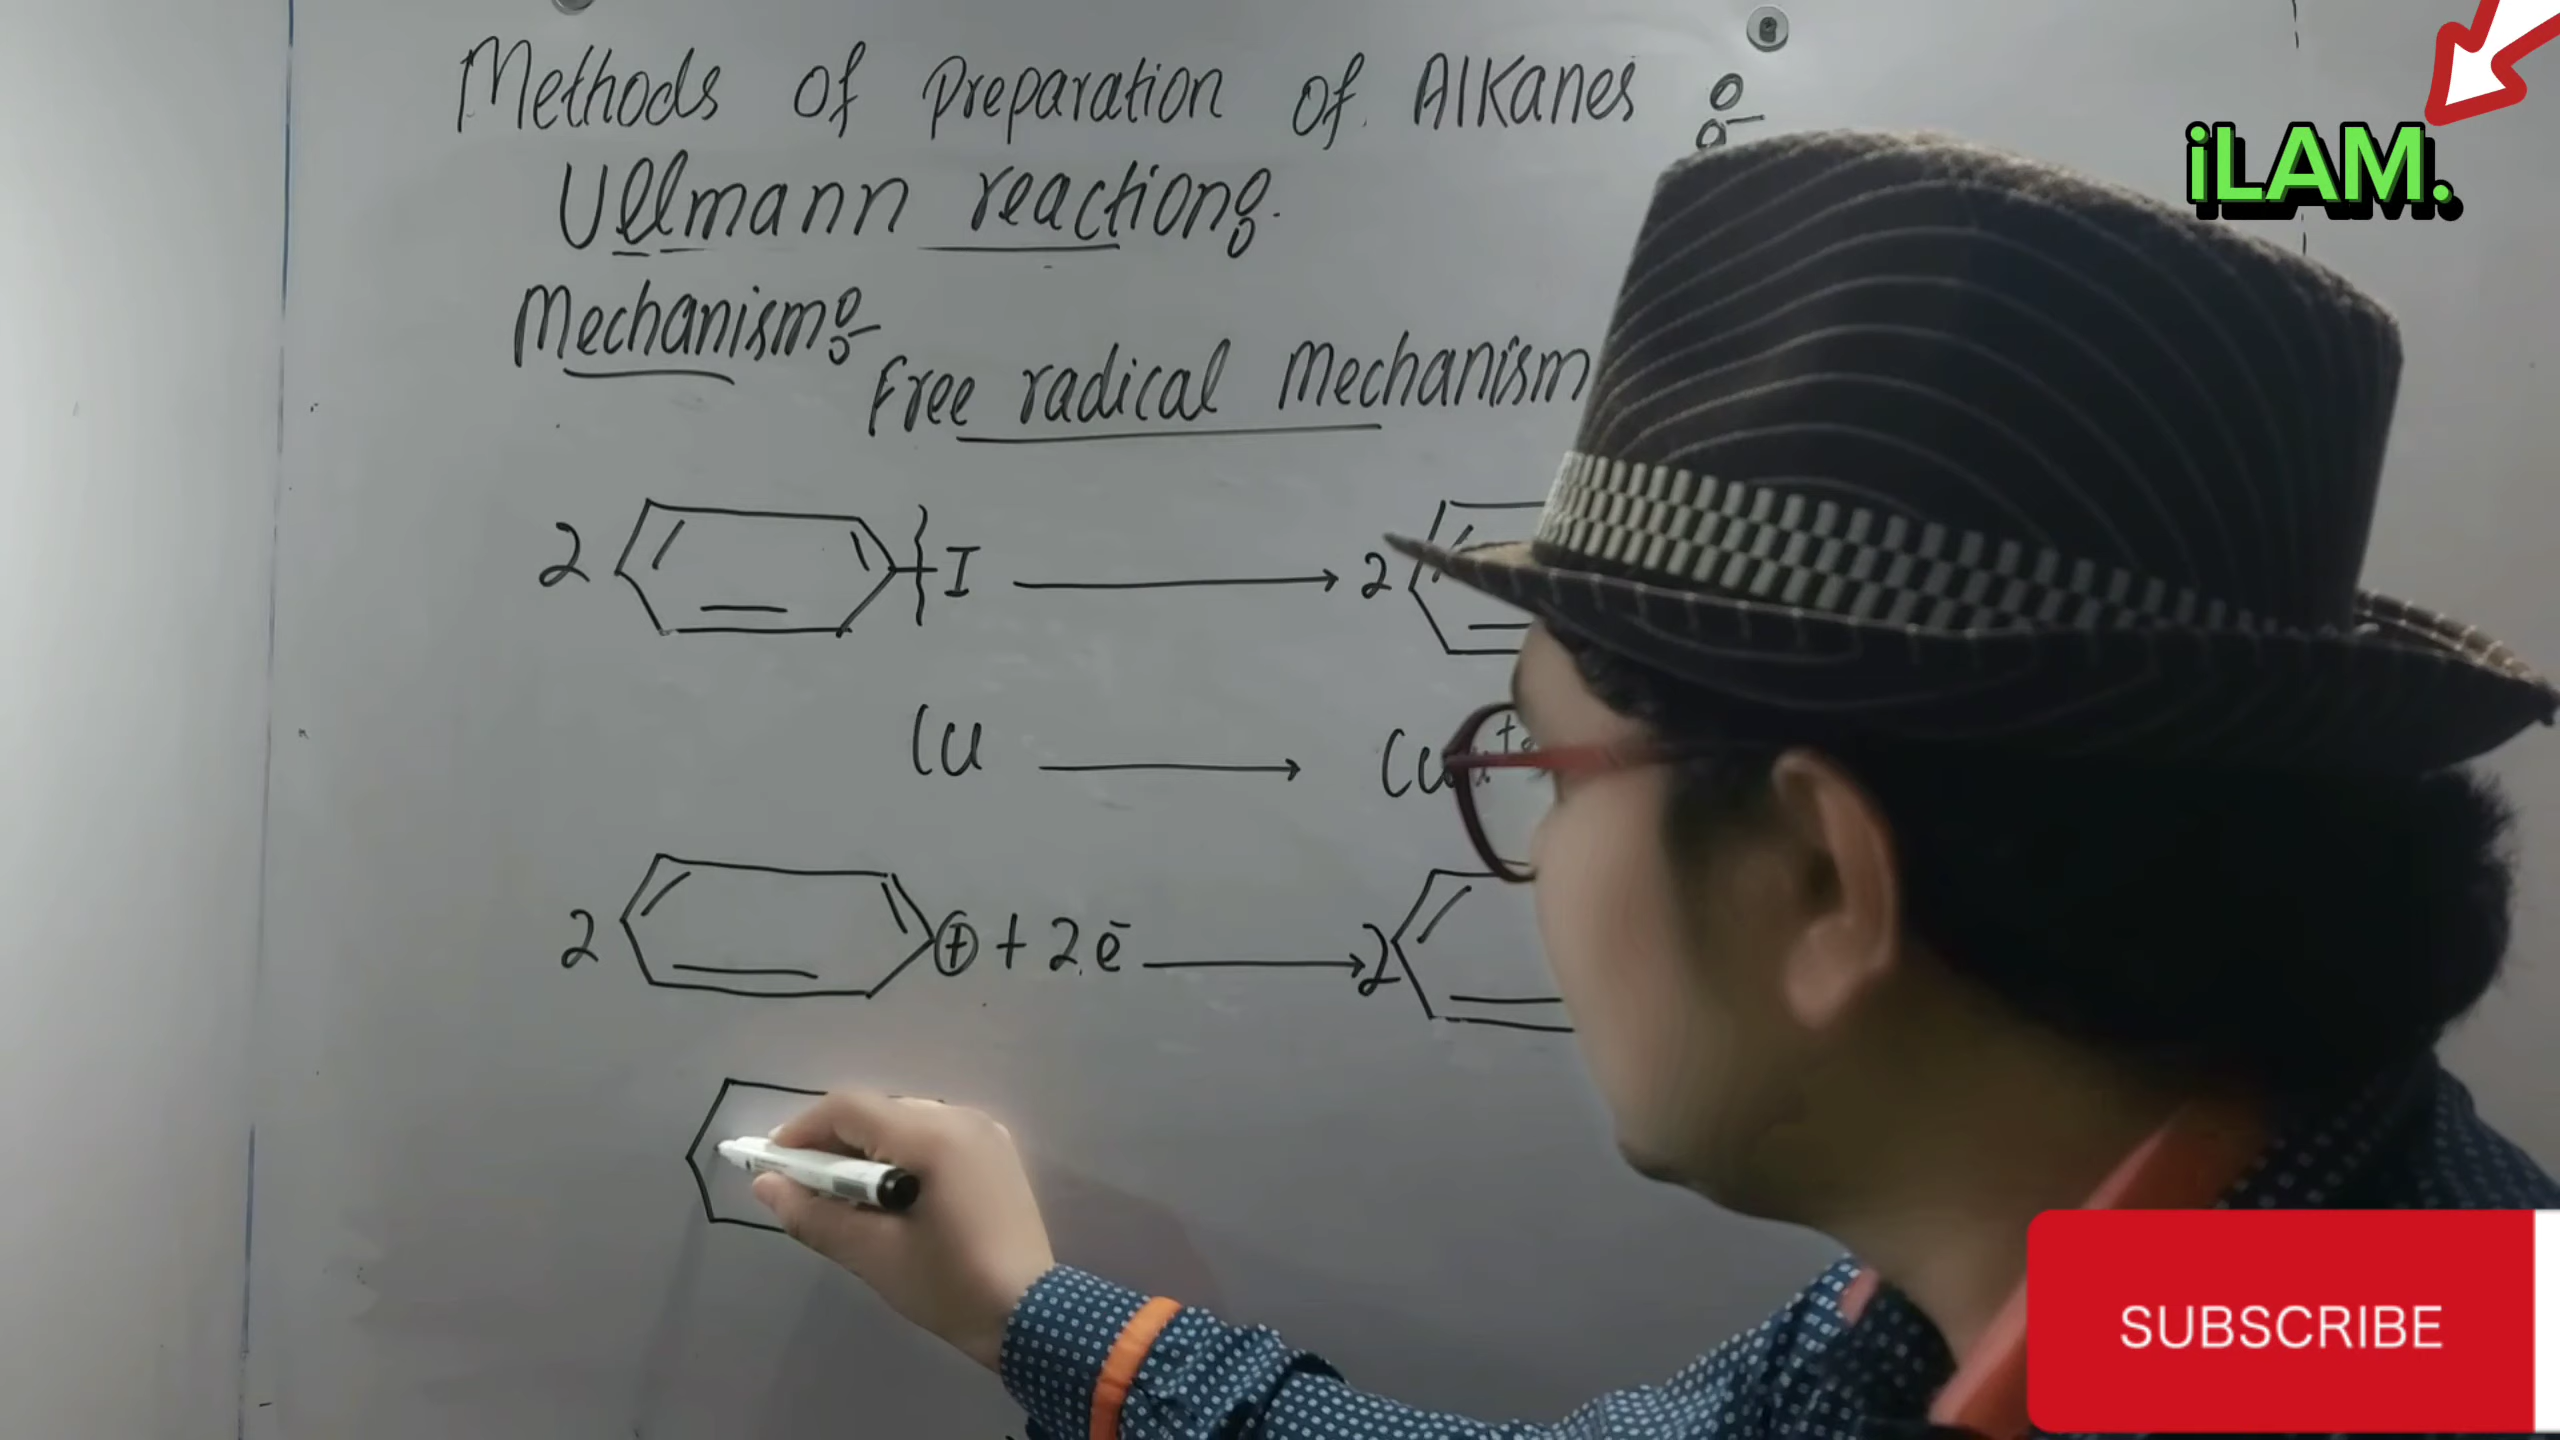 Methods of Preparation of Alkanes :-
iLAM.
Ullmann reaction:
Mechanism:-
Free radical Mechanism
2 I → 2
Cu → Cu
2 ⊕ + 2e⁻ → 2
SUBSCRIBE